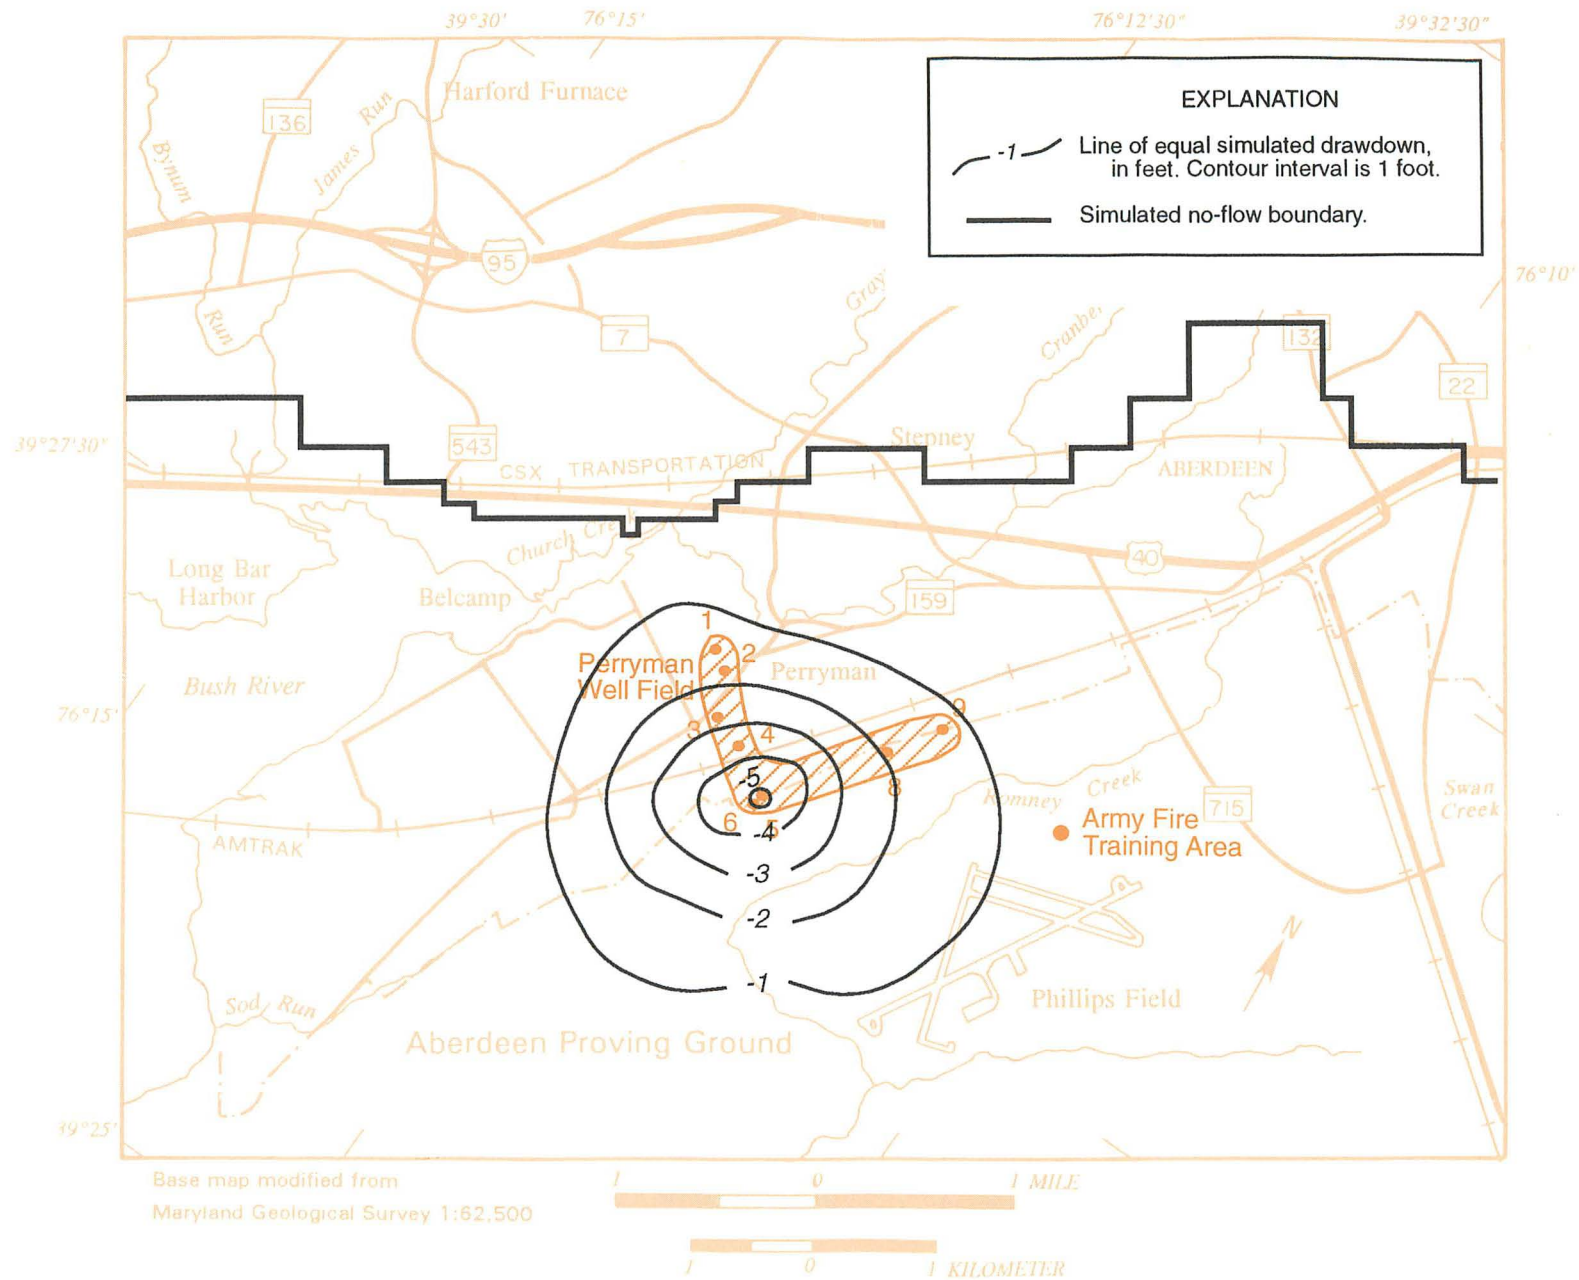 39°30' 76°15' 76°12'30" 39°32'30"
Harford Furnace
136
James Run
Bynum
Run
95
7
EXPLANATION
-1
Line of equal simulated drawdown,
in feet. Contour interval is 1 foot.
Simulated no-flow boundary.
76°10'
Gray
Cranbe
132
22
39°27'30"
543
CSX TRANSPORTATION
Stepney
ABERDEEN
Church Creek
40
Long Bar
Harbor
Belcamp
159
1
2
Perryman
Well Field
Perryman
Bush River
76°15'
3
4
9
-5
8
6
5
-4
Romney Creek
715
Swan
Creek
Army Fire
Training Area
AMTRAK
-3
-2
-1
N
Sod Run
Phillips Field
Aberdeen Proving Ground
39°25'
Base map modified from
Maryland Geological Survey 1:62,500
1 0 1 MILE
1 0 1 KILOMETER